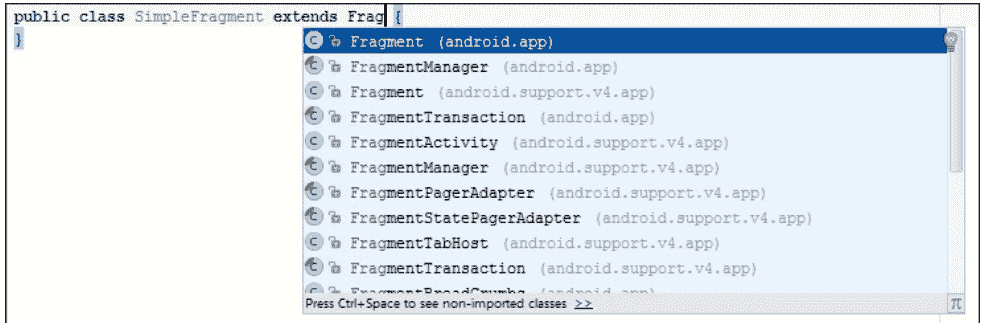 public class SimpleFragment extends Frag {
}
Fragment (android.app)
FragmentManager (android.app)
Fragment (android.support.v4.app)
FragmentTransaction (android.app)
FragmentActivity (android.support.v4.app)
FragmentManager (android.support.v4.app)
FragmentPagerAdapter (android.support.v4.app)
FragmentStatePagerAdapter (android.support.v4.app)
FragmentTabHost (android.support.v4.app)
FragmentTransaction (android.support.v4.app)
FragmentBreadCrumbs (android.app)
Press Ctrl+Space to see non-imported classes >>
π